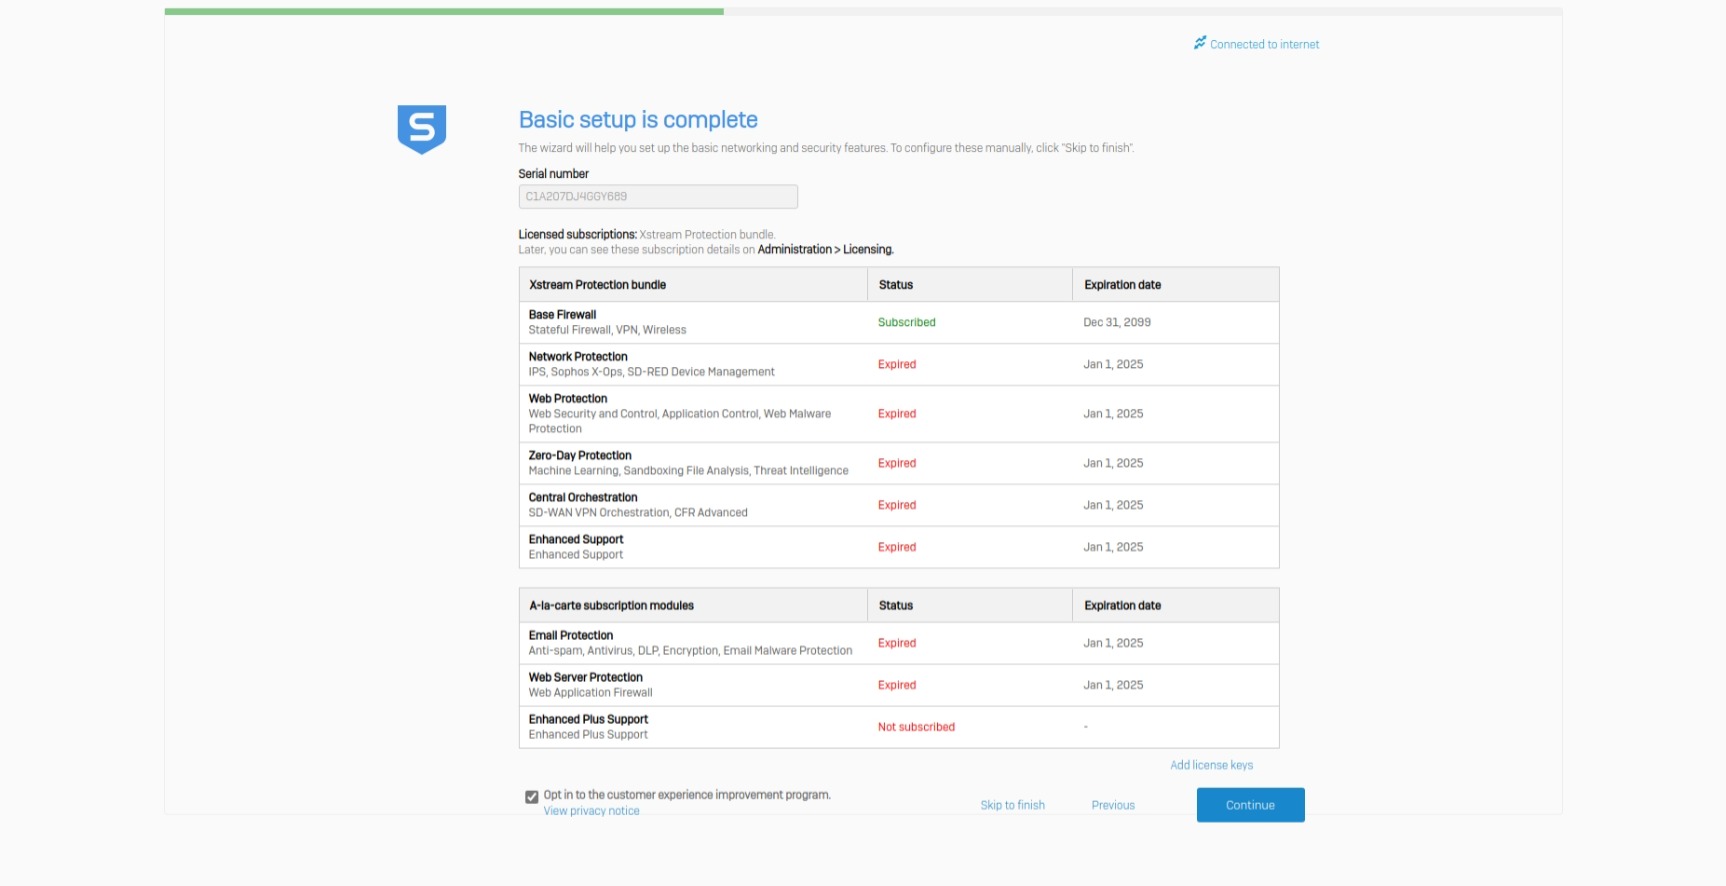 Connected to internet
S
Basic setup is complete
The wizard will help you set up the basic networking and security features. To configure these manually, click "Skip to finish".
Serial number
C1A207DJ4GGY689
Licensed subscriptions: Xstream Protection bundle.
Later, you can see these subscription details on Administration > Licensing.
Xstream Protection bundle Status Expiration date
Base Firewall
Stateful Firewall, VPN, Wireless
Subscribed Dec 31, 2099
Network Protection
IPS, Sophos X-Ops, SD-RED Device Management
Expired Jan 1, 2025
Web Protection
Web Security and Control, Application Control, Web Malware
Protection
Expired Jan 1, 2025
Zero-Day Protection
Machine Learning, Sandboxing File Analysis, Threat Intelligence
Expired Jan 1, 2025
Central Orchestration
SD-WAN VPN Orchestration, CFR Advanced
Expired Jan 1, 2025
Enhanced Support
Enhanced Support
Expired Jan 1, 2025
A-la-carte subscription modules Status Expiration date
Email Protection
Anti-spam, Antivirus, DLP, Encryption, Email Malware Protection
Expired Jan 1, 2025
Web Server Protection
Web Application Firewall
Expired Jan 1, 2025
Enhanced Plus Support
Enhanced Plus Support
Not subscribed -
Add license keys
Opt in to the customer experience improvement program.
View privacy notice
Skip to finish Previous Continue